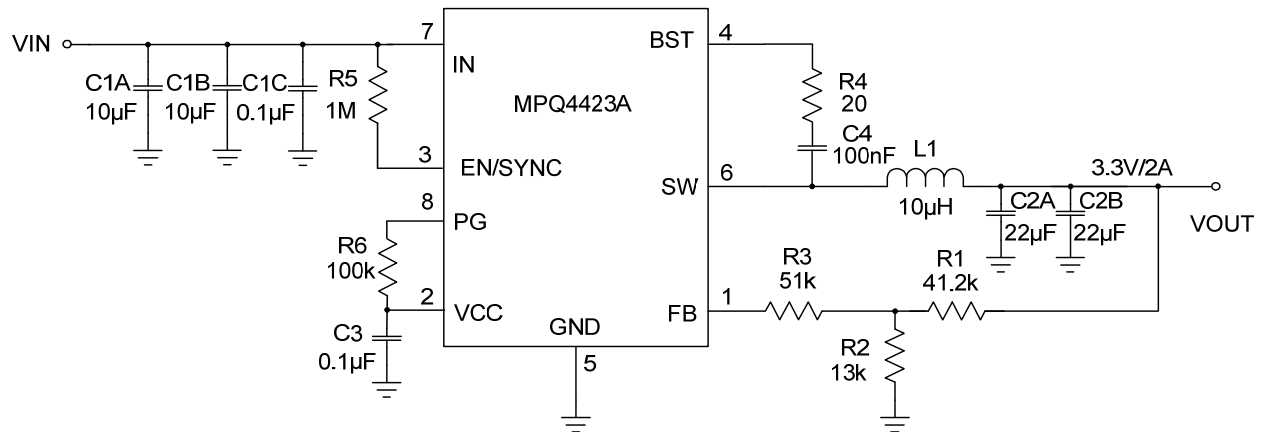 VIN
C1A
10µF
C1B
10µF
C1C
0.1µF
R5
1M
7
IN
3
EN/SYNC
8
PG
R6
100k
2
VCC
C3
0.1µF
MPQ4423A
GND
5
BST
4
R4
20
C4
100nF
SW
6
L1
10µH
3.3V/2A
C2A
22µF
C2B
22µF
VOUT
FB
1
R3
51k
R1
41.2k
R2
13k